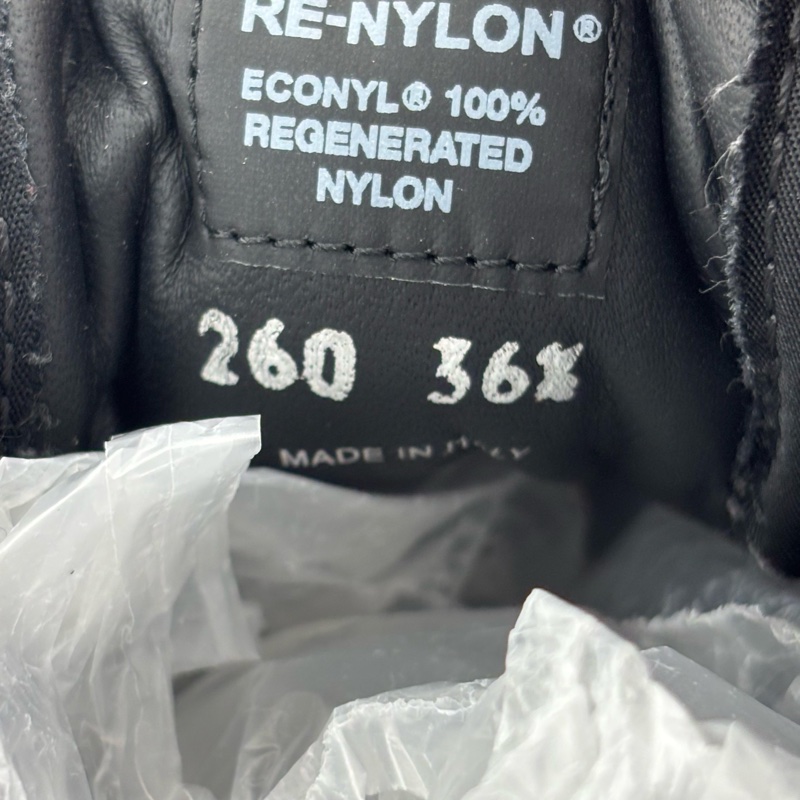 RE-NYLON®
ECONYL® 100%
REGENERATED
NYLON
260 36½
MADE IN ITALY